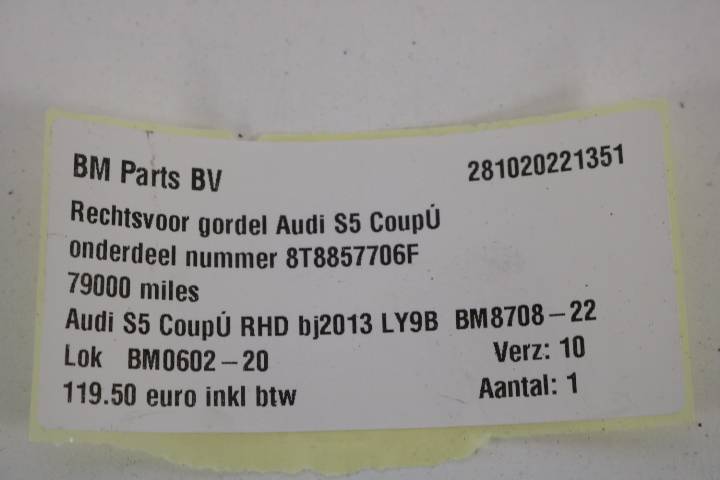 BM Parts BV 281020221351
Rechtsvoor gordel Audi S5 CoupÚ
onderdeel nummer 8T8857706F
79000 miles
Audi S5 CoupÚ RHD bj2013 LY9B BM8708-22
Lok BM0602-20 Verz: 10
119.50 euro inkl btw Aantal: 1